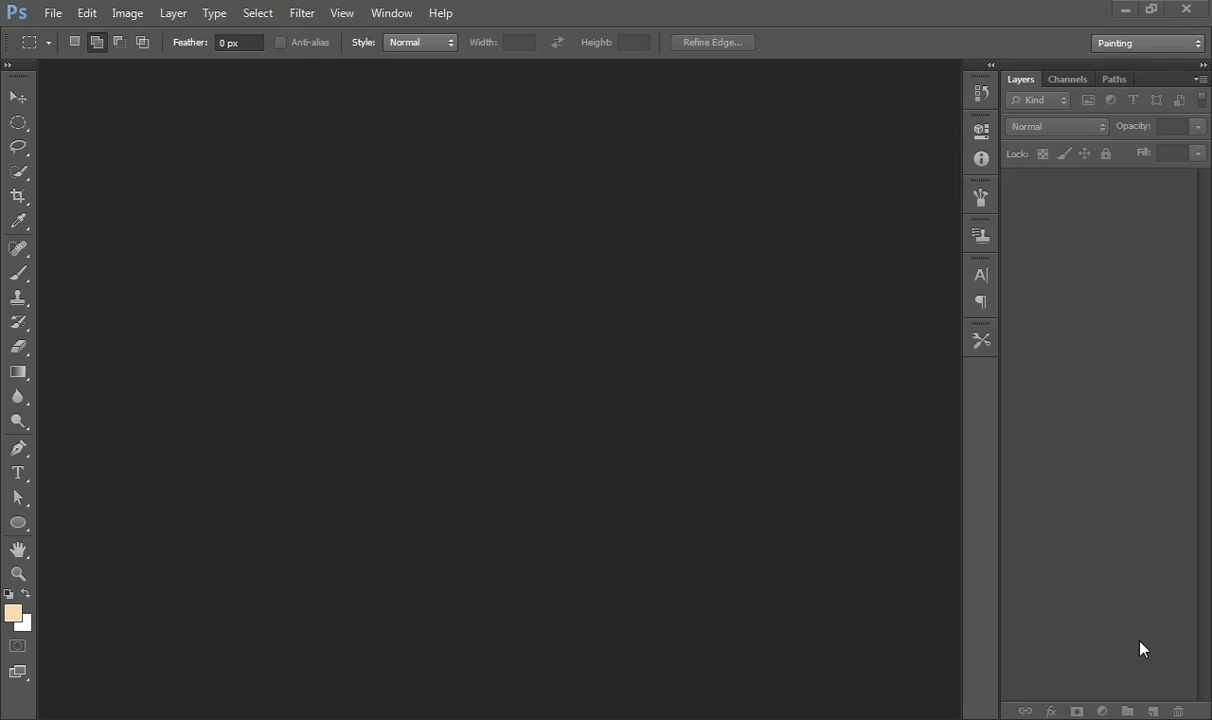 Ps File Edit Image Layer Type Select Filter View Window Help
Feather: 0 px Anti-alias Style: Normal Width: Height: Refine Edge... Painting
Layers Channels Paths
Kind
Normal Opacity:
Lock: Fill: